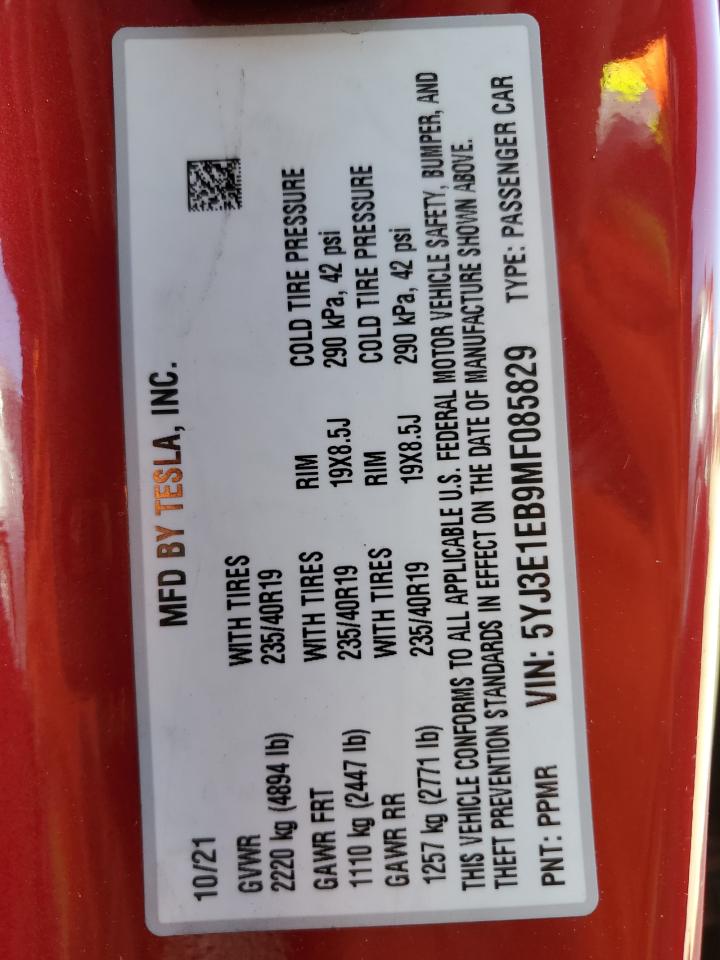 MFD BY TESLA, INC.
10/21
GVWR WITH TIRES
2220 kg (4894 lb) 235/40R19
GAWR FRT WITH TIRES RIM COLD TIRE PRESSURE
1110 kg (2447 lb) 235/40R19 19X8.5J 290 kPa, 42 psi
GAWR RR WITH TIRES RIM COLD TIRE PRESSURE
1257 kg (2771 lb) 235/40R19 19X8.5J 290 kPa, 42 psi
THIS VEHICLE CONFORMS TO ALL APPLICABLE U.S. FEDERAL MOTOR VEHICLE SAFETY, BUMPER, AND
THEFT PREVENTION STANDARDS IN EFFECT ON THE DATE OF MANUFACTURE SHOWN ABOVE.
PNT: PPMR VIN: 5YJ3E1EB9MF085829 TYPE: PASSENGER CAR